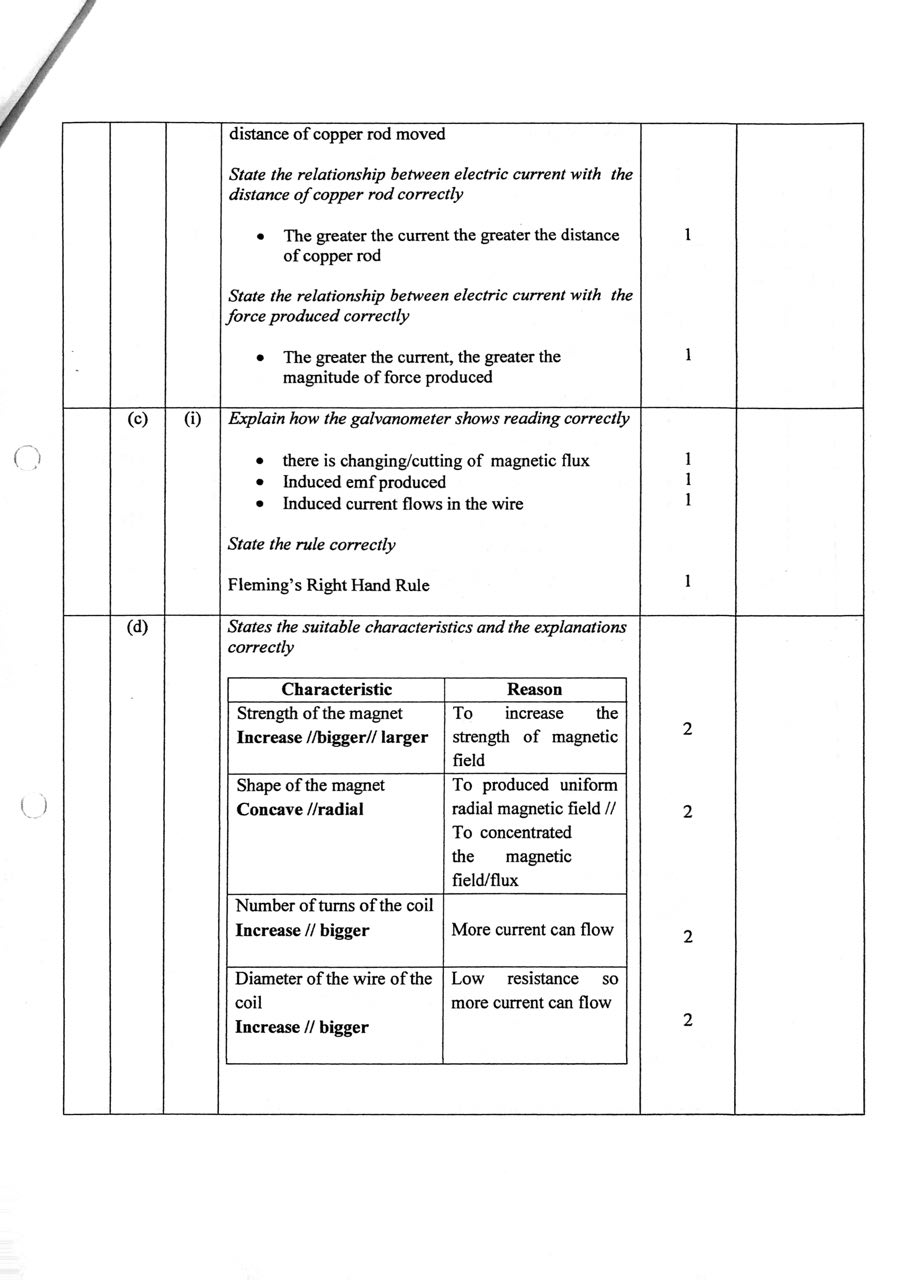 distance of copper rod moved
State the relationship between electric current with the
distance of copper rod correctly
• The greater the current the greater the distance 1
of copper rod
State the relationship between electric current with the
force produced correctly
• The greater the current, the greater the 1
magnitude of force produced
(c) (i) Explain how the galvanometer shows reading correctly
• there is changing/cutting of magnetic flux 1
• Induced emf produced 1
• Induced current flows in the wire 1
State the rule correctly
Fleming's Right Hand Rule 1
(d) States the suitable characteristics and the explanations
correctly
Characteristic Reason
Strength of the magnet To increase the
Increase //bigger// larger strength of magnetic 2
field
Shape of the magnet To produced uniform
Concave //radial radial magnetic field // 2
To concentrated
the magnetic
field/flux
Number of turns of the coil
Increase // bigger More current can flow 2
Diameter of the wire of the Low resistance so
coil more current can flow
Increase // bigger 2